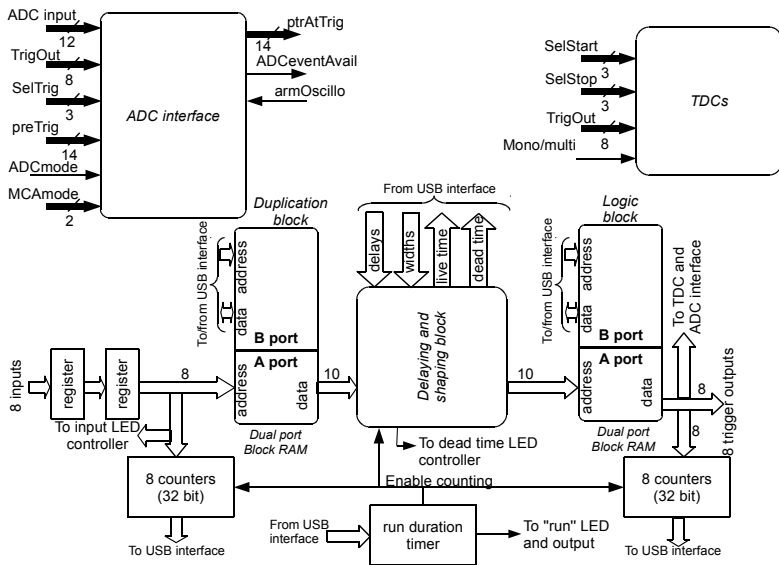 ADC input
12
TrigOut
8
SelTrig
3
preTrig
14
ADCmode
MCAmode
2
ADC interface
ptrAtTrig
14
ADCeventAvail
armOscillo
SelStart
3
SelStop
3
TrigOut
8
Mono/multi
TDCs
From USB interface
delays
widths
live time
dead time
Duplication
block
To/from USB interface
address
data
B port
A port
address
data
Dual port
Block RAM
Logic
block
To/from USB interface
address
data
B port
A port
address
data
Dual port
Block RAM
To TDC and
ADC interface
8 inputs
register
register
8
10
Delaying and
shaping block
10
8
8 trigger outputs
8
To input LED
controller
To dead time LED
controller
8 counters
(32 bit)
To USB interface
Enable counting
From USB
interface
run duration
timer
To "run" LED
and output
8 counters
(32 bit)
To USB interface